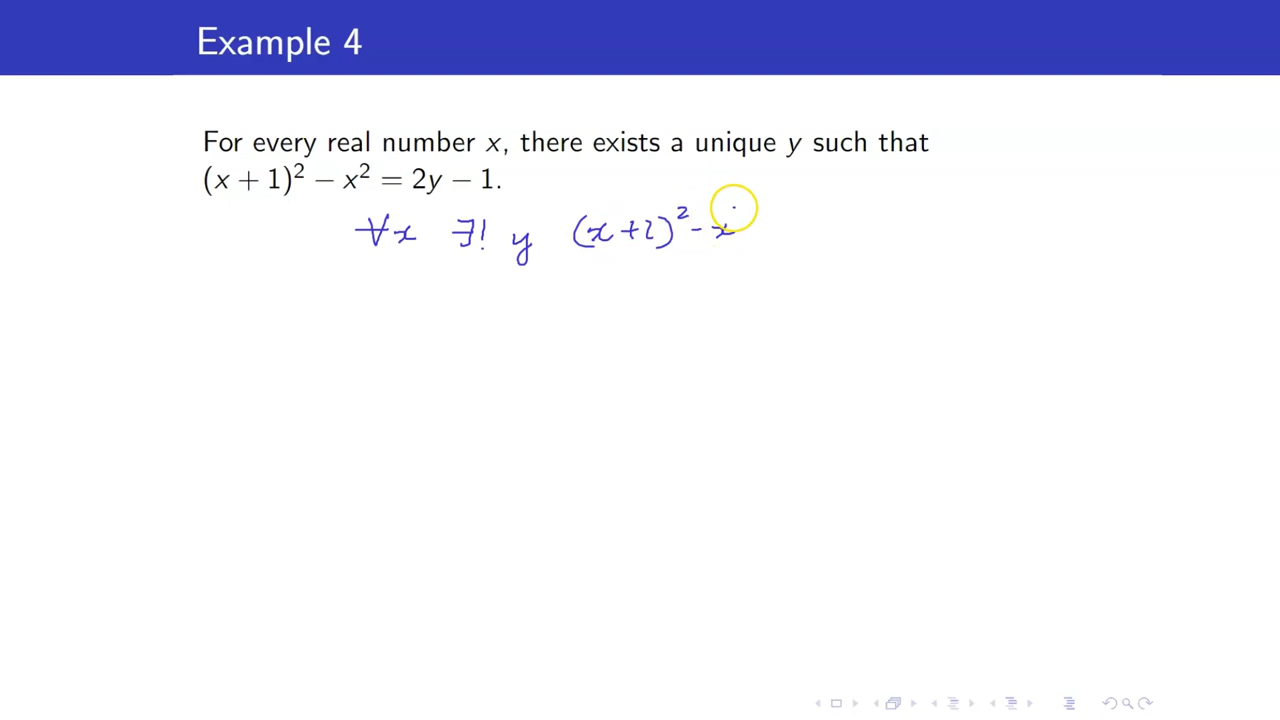 Example 4
For every real number x, there exists a unique y such that
(x + 1)² − x² = 2y − 1.
∀x ∃! y (x+1)² - x